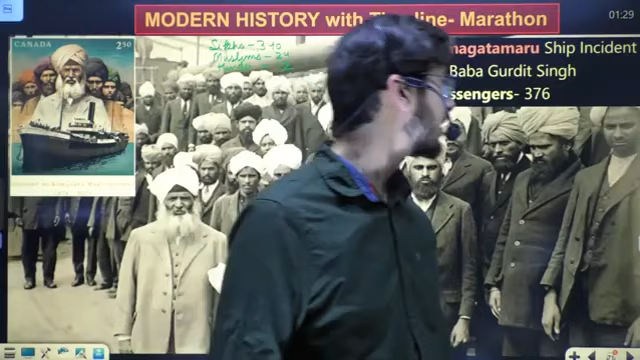 MODERN HISTORY with Timeline- Marathon
01:29
CANADA
2.50
Sikhs - 340
Muslims - 24
magatamaru Ship Incident
Baba Gurdit Singh
ssengers- 376